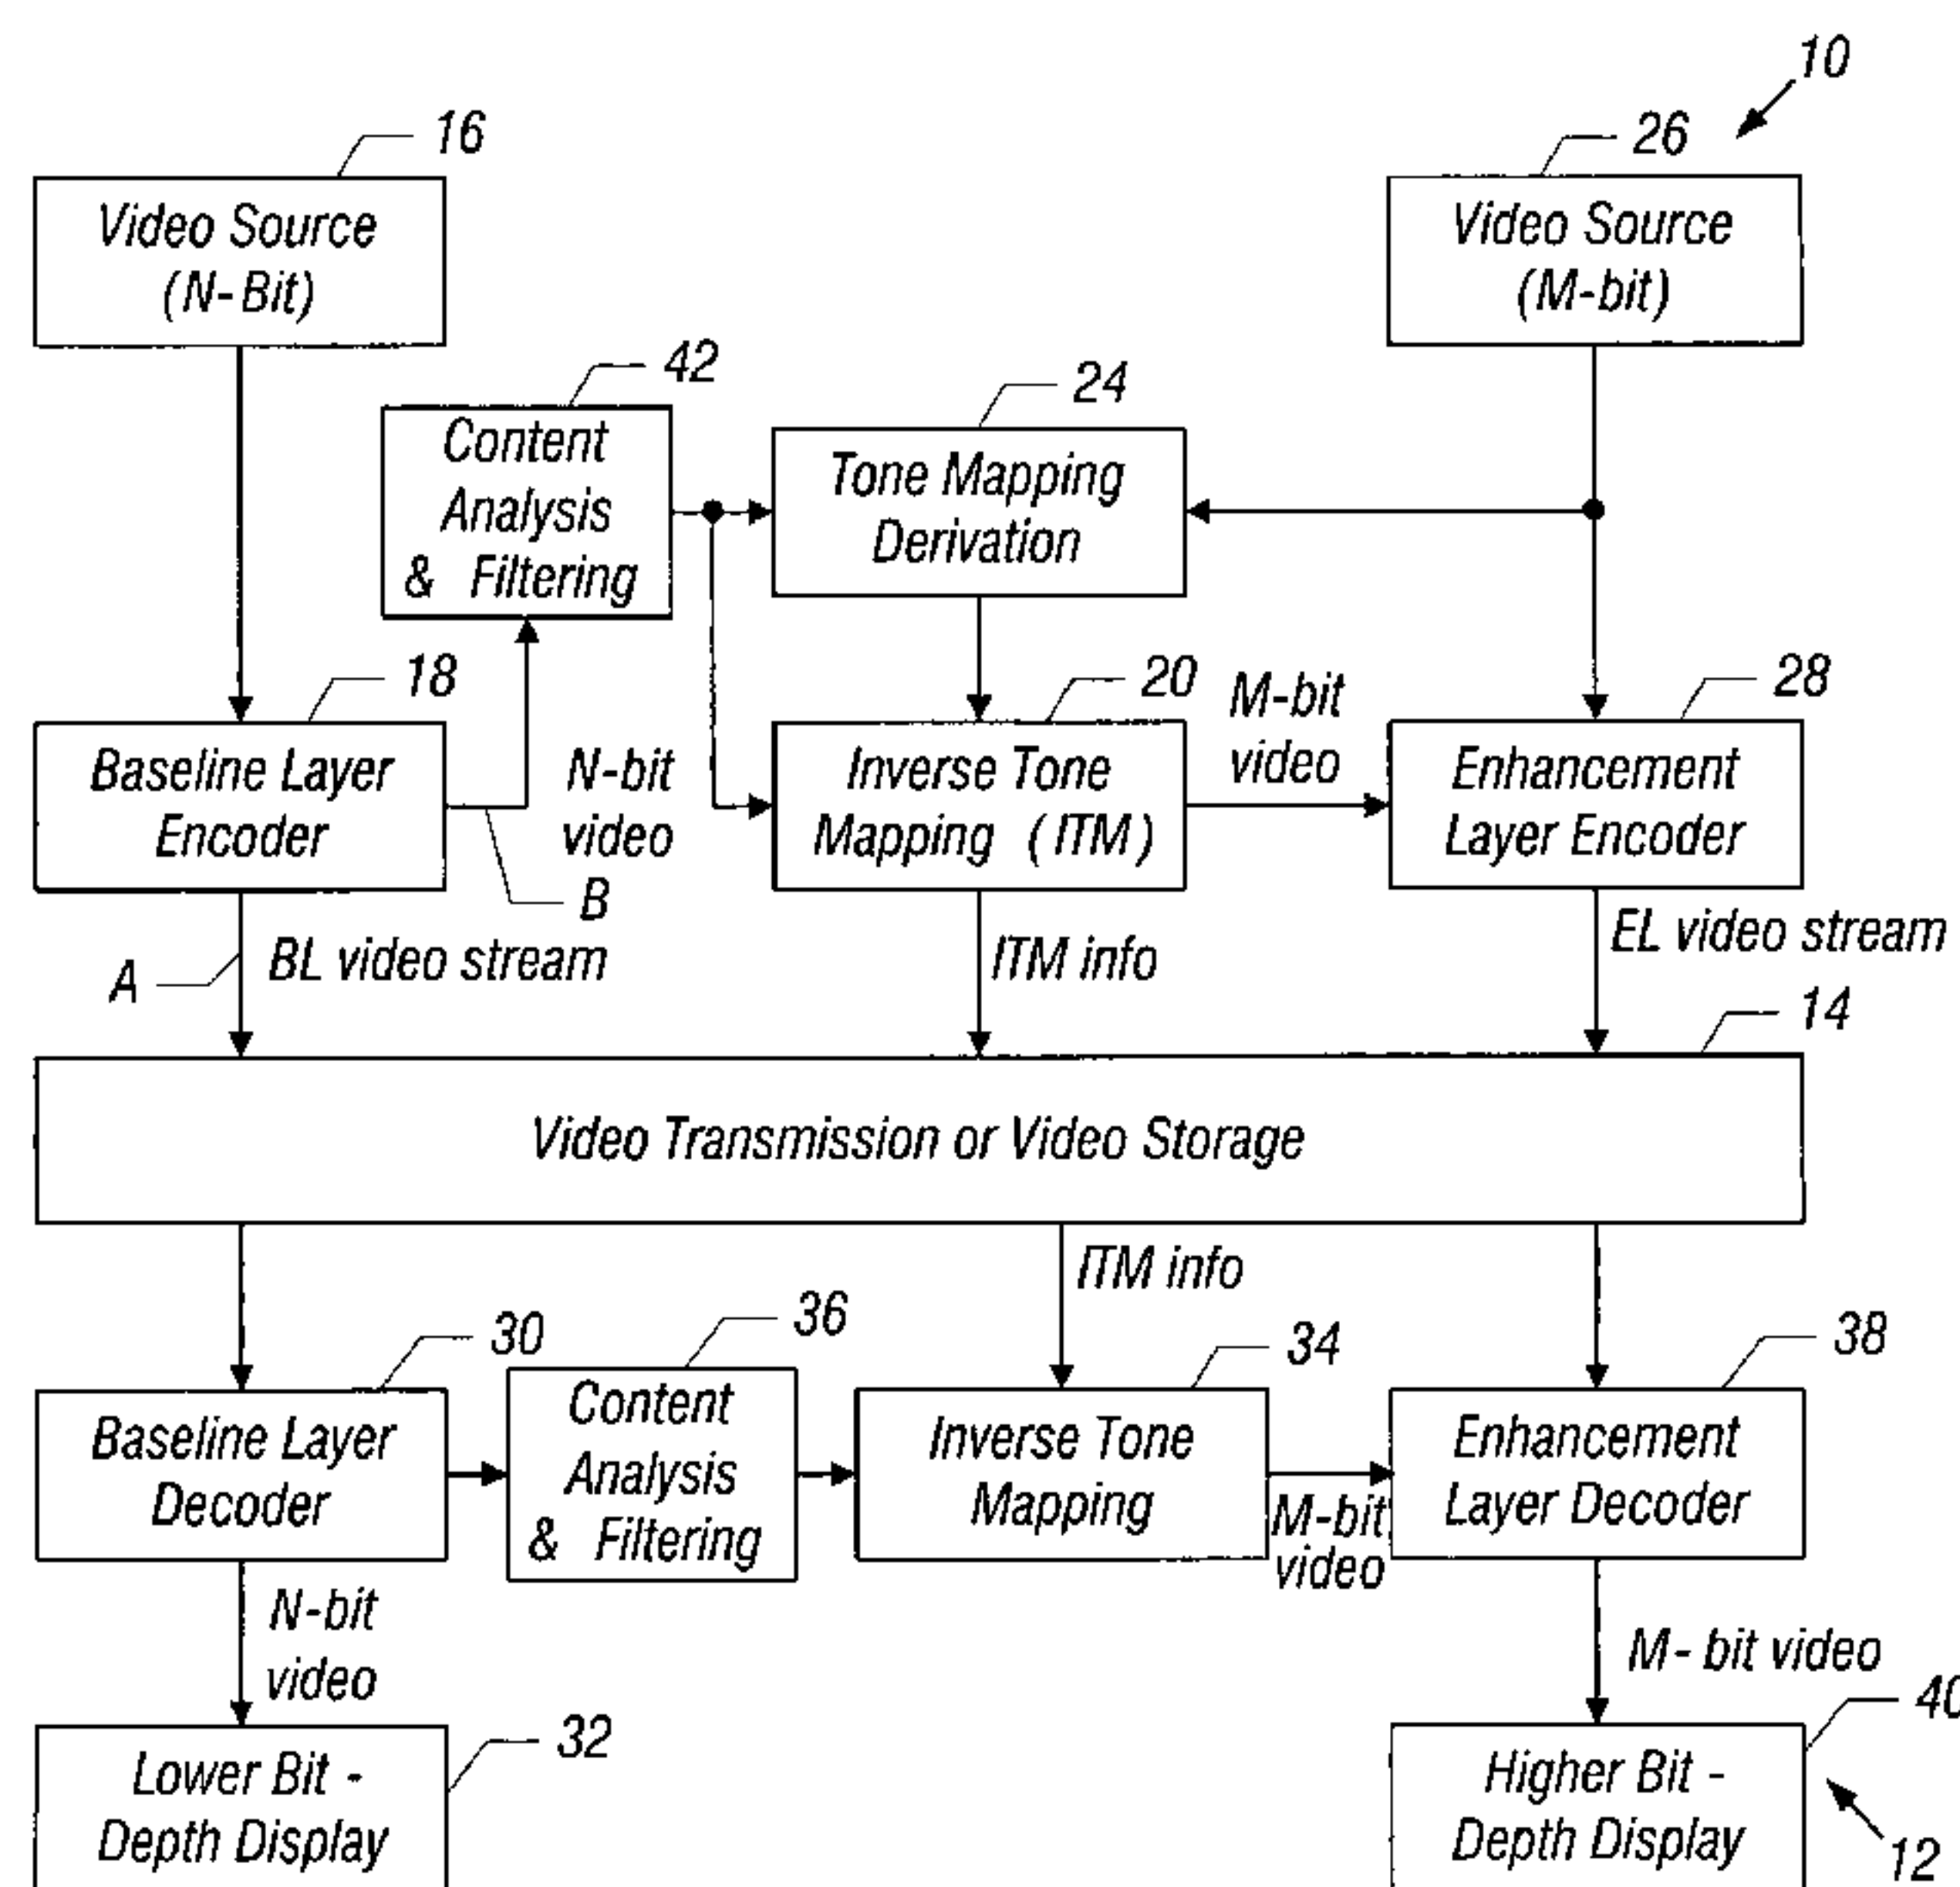 10
16
26
Video Source
(N-Bit)
Video Source
(M-bit)
42
24
Content
Analysis
& Filtering
Tone Mapping
Derivation
18
20
28
M-bit
video
Baseline Layer
Encoder
N-bit
video
B
Inverse Tone
Mapping (ITM)
Enhancement
Layer Encoder
A
BL video stream
ITM info
EL video stream
14
Video Transmission or Video Storage
ITM info
30
36
34
38
Baseline Layer
Decoder
Content
Analysis
& Filtering
Inverse Tone
Mapping
M-bit
video
Enhancement
Layer Decoder
N-bit
video
M- bit video
32
40
Lower Bit -
Depth Display
Higher Bit -
Depth Display
12